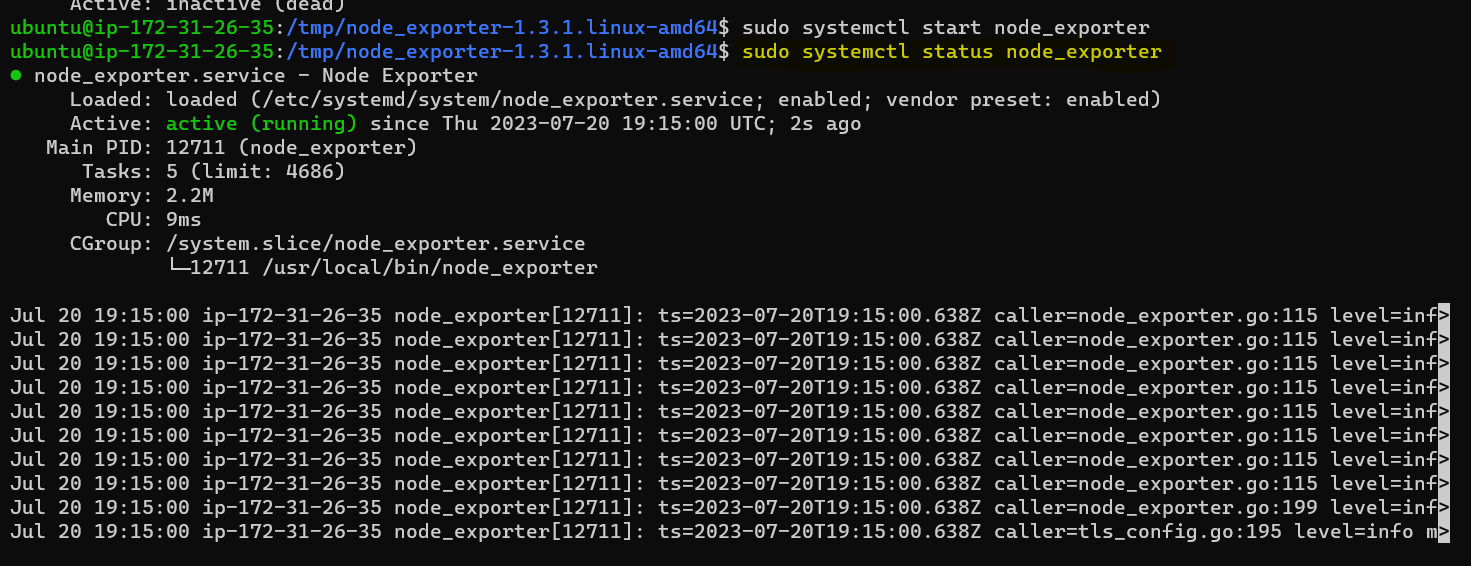 Active: inactive (dead)
ubuntu@ip-172-31-26-35:/tmp/node_exporter-1.3.1.linux-amd64$ sudo systemctl start node_exporter
ubuntu@ip-172-31-26-35:/tmp/node_exporter-1.3.1.linux-amd64$ sudo systemctl status node_exporter
● node_exporter.service - Node Exporter
     Loaded: loaded (/etc/systemd/system/node_exporter.service; enabled; vendor preset: enabled)
     Active: active (running) since Thu 2023-07-20 19:15:00 UTC; 2s ago
   Main PID: 12711 (node_exporter)
      Tasks: 5 (limit: 4686)
     Memory: 2.2M
        CPU: 9ms
     CGroup: /system.slice/node_exporter.service
             └─12711 /usr/local/bin/node_exporter
Jul 20 19:15:00 ip-172-31-26-35 node_exporter[12711]: ts=2023-07-20T19:15:00.638Z caller=node_exporter.go:115 level=inf>
Jul 20 19:15:00 ip-172-31-26-35 node_exporter[12711]: ts=2023-07-20T19:15:00.638Z caller=node_exporter.go:115 level=inf>
Jul 20 19:15:00 ip-172-31-26-35 node_exporter[12711]: ts=2023-07-20T19:15:00.638Z caller=node_exporter.go:115 level=inf>
Jul 20 19:15:00 ip-172-31-26-35 node_exporter[12711]: ts=2023-07-20T19:15:00.638Z caller=node_exporter.go:115 level=inf>
Jul 20 19:15:00 ip-172-31-26-35 node_exporter[12711]: ts=2023-07-20T19:15:00.638Z caller=node_exporter.go:115 level=inf>
Jul 20 19:15:00 ip-172-31-26-35 node_exporter[12711]: ts=2023-07-20T19:15:00.638Z caller=node_exporter.go:115 level=inf>
Jul 20 19:15:00 ip-172-31-26-35 node_exporter[12711]: ts=2023-07-20T19:15:00.638Z caller=node_exporter.go:115 level=inf>
Jul 20 19:15:00 ip-172-31-26-35 node_exporter[12711]: ts=2023-07-20T19:15:00.638Z caller=node_exporter.go:115 level=inf>
Jul 20 19:15:00 ip-172-31-26-35 node_exporter[12711]: ts=2023-07-20T19:15:00.638Z caller=node_exporter.go:199 level=inf>
Jul 20 19:15:00 ip-172-31-26-35 node_exporter[12711]: ts=2023-07-20T19:15:00.638Z caller=tls_config.go:195 level=info m>